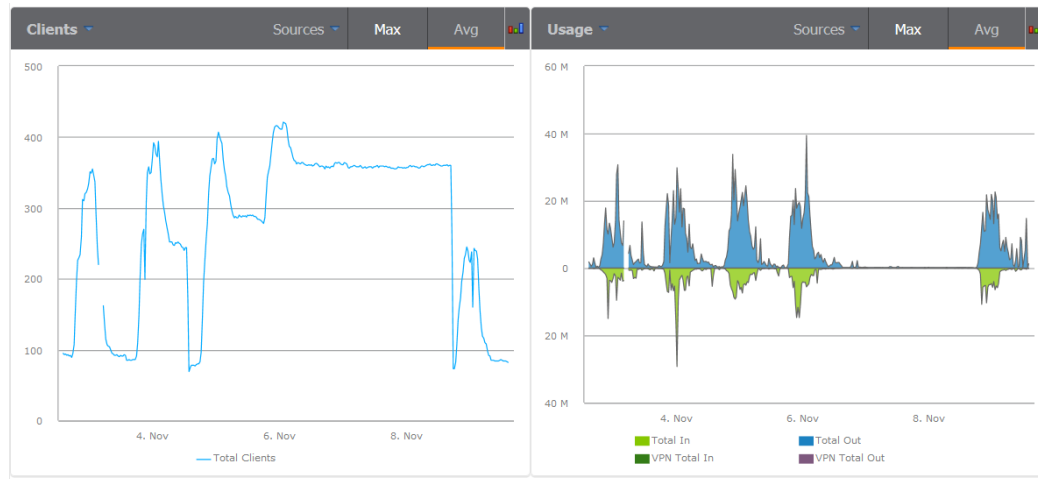 Clients Sources Max Avg
500
400
300
200
100
0
4. Nov 6. Nov 8. Nov
Total Clients
Usage Sources Max Avg
60 M
40 M
20 M
0
20 M
40 M
4. Nov 6. Nov 8. Nov
Total In Total Out
VPN Total In VPN Total Out